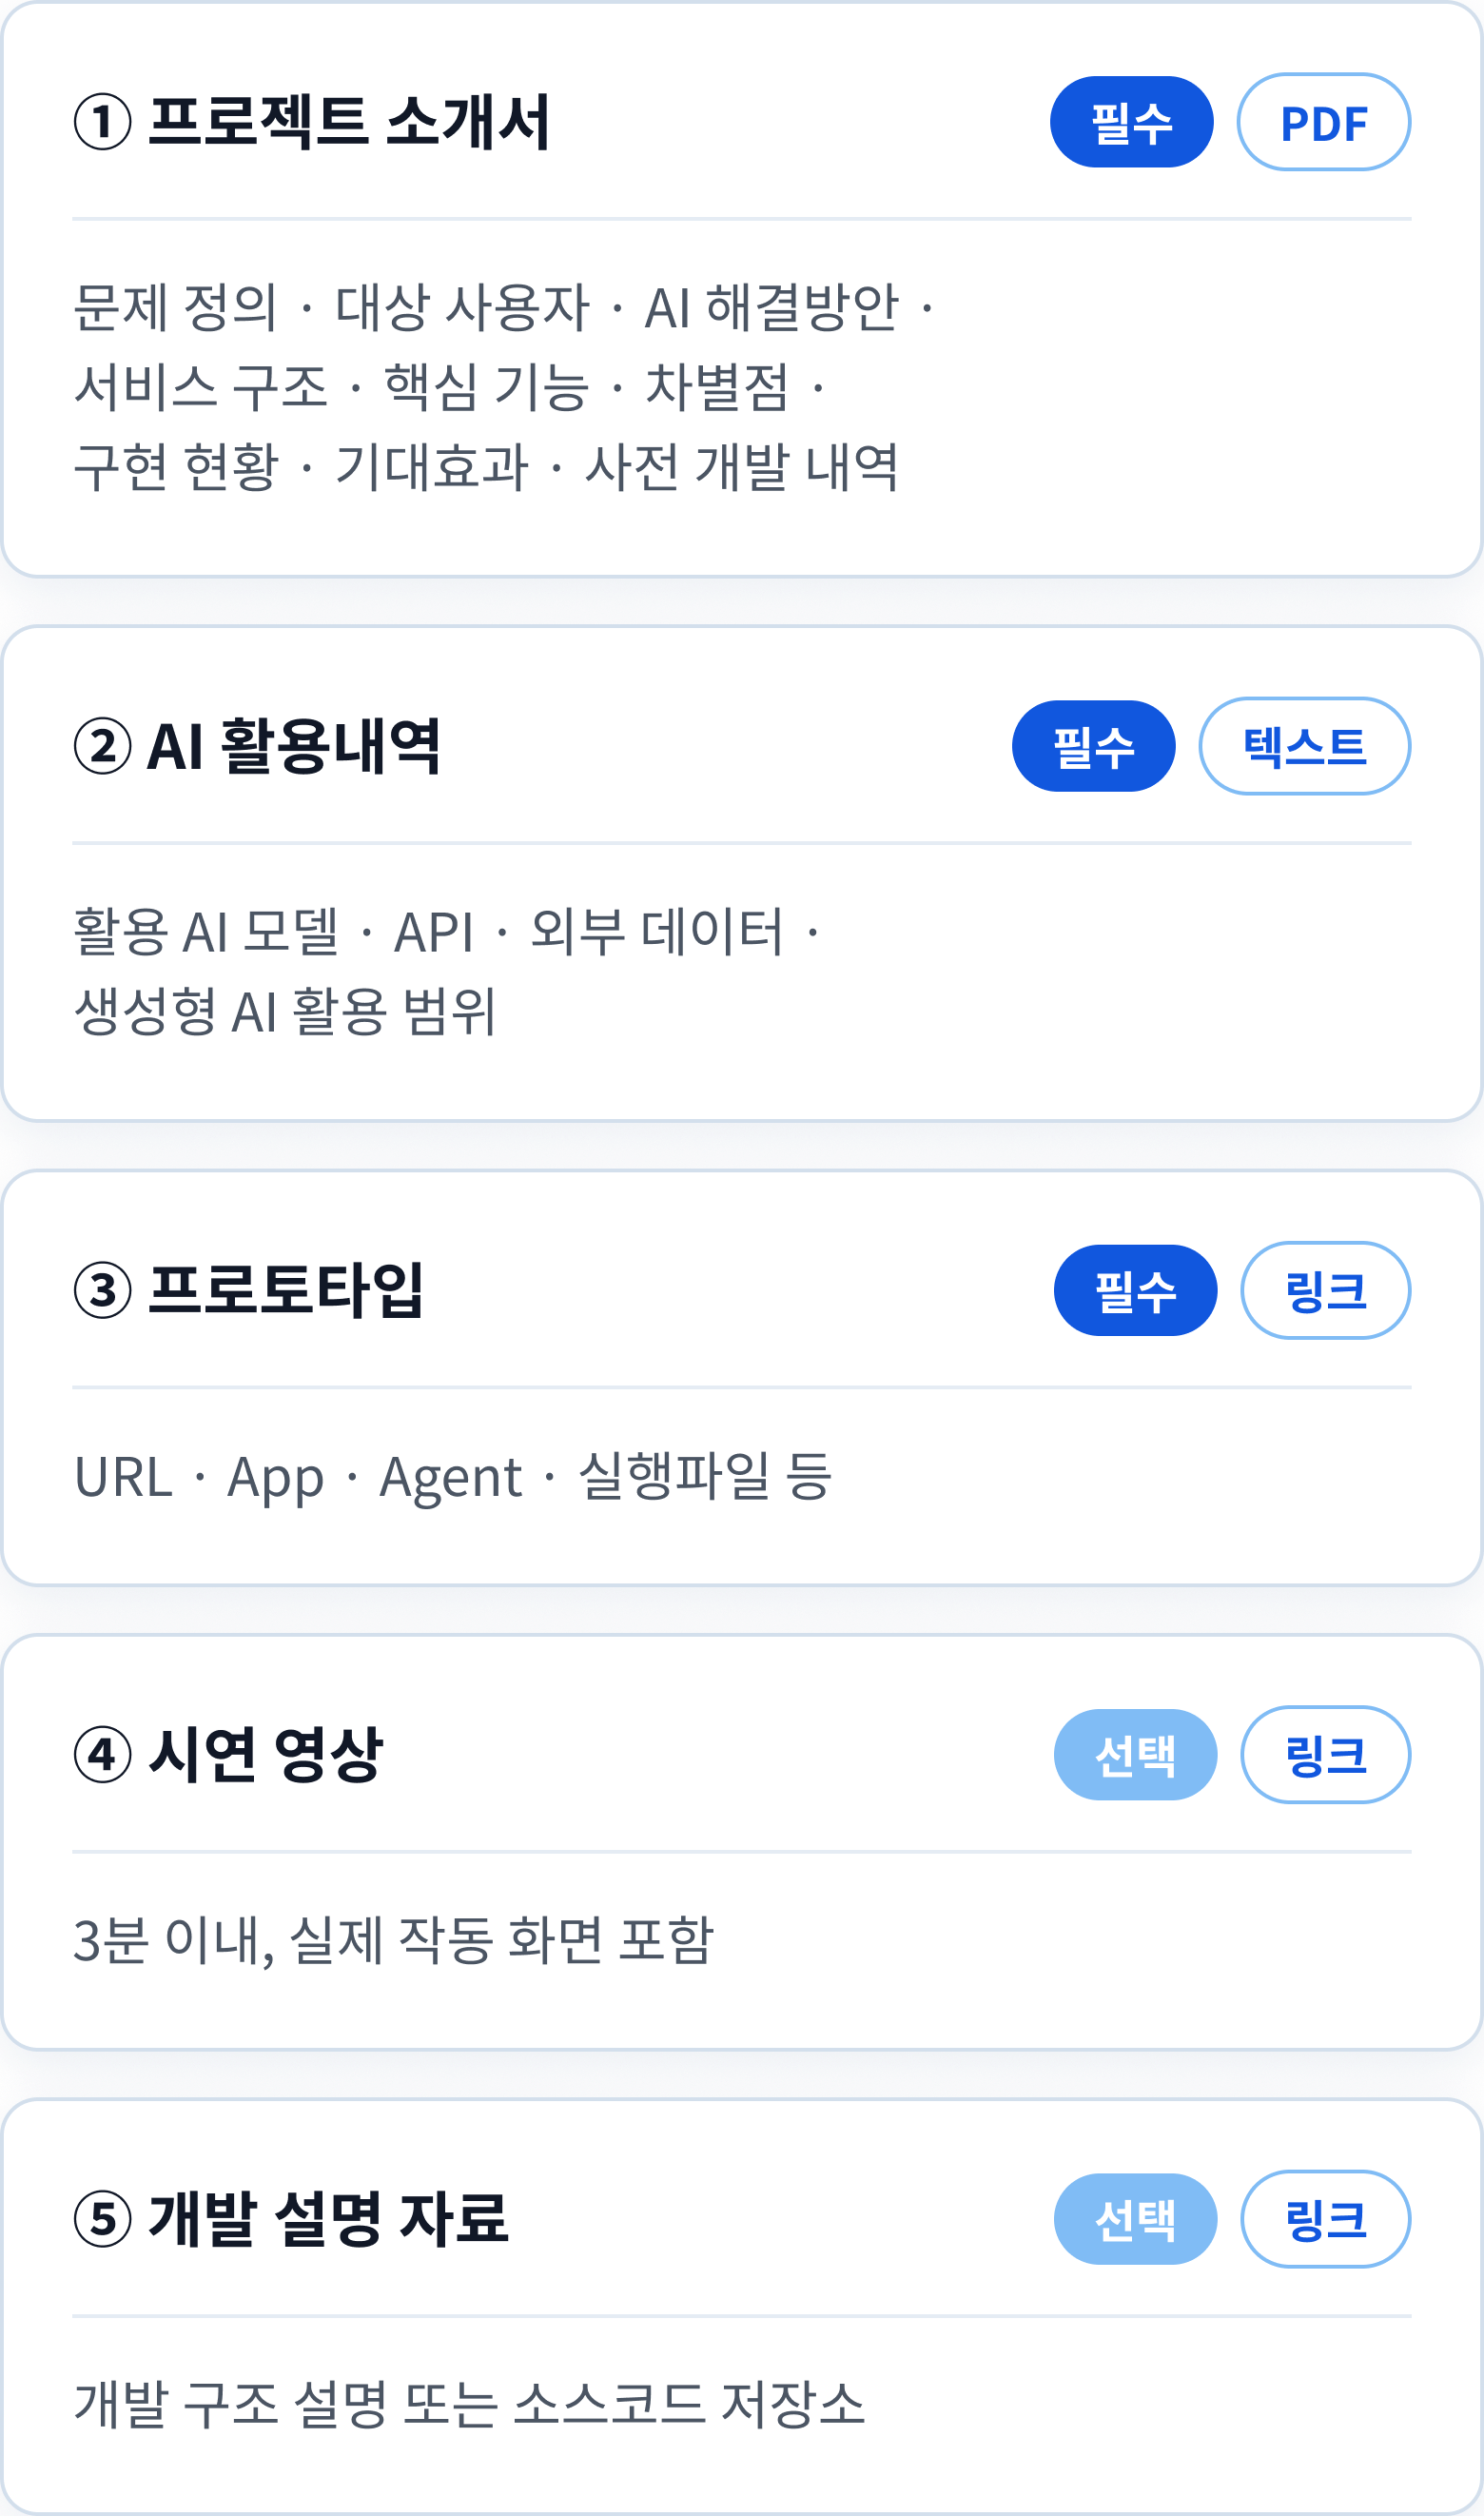 ① 프로젝트 소개서 필수 PDF
문제 정의 · 대상 사용자 · AI 해결방안 ·
서비스 구조 · 핵심 기능 · 차별점 ·
구현 현황 · 기대효과 · 사전 개발 내역
② AI 활용내역 필수 텍스트
활용 AI 모델 · API · 외부 데이터 ·
생성형 AI 활용 범위
③ 프로토타입 필수 링크
URL · App · Agent · 실행파일 등
④ 시연 영상 선택 링크
3분 이내, 실제 작동 화면 포함
⑤ 개발 설명 자료 선택 링크
개발 구조 설명 또는 소스코드 저장소